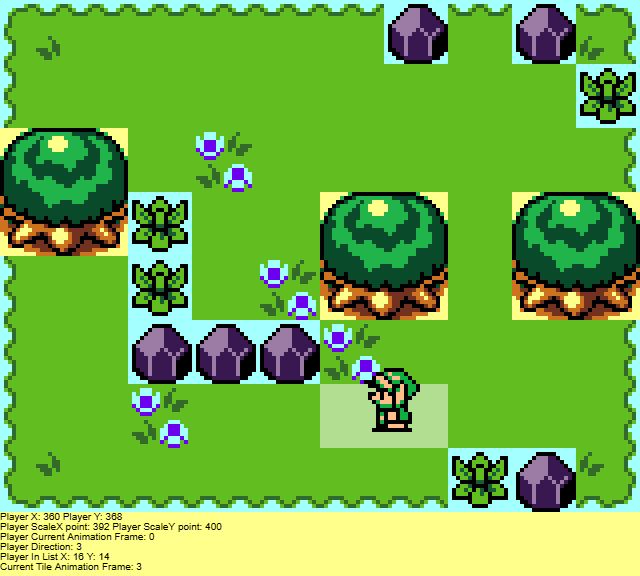 Player X: 360 Player Y: 368
Player ScaleX point: 392 Player ScaleY point: 400
Player Current Animation Frame: 0
Player Direction: 3
Player In List X: 16 Y: 14
Current Tile Animation Frame: 3